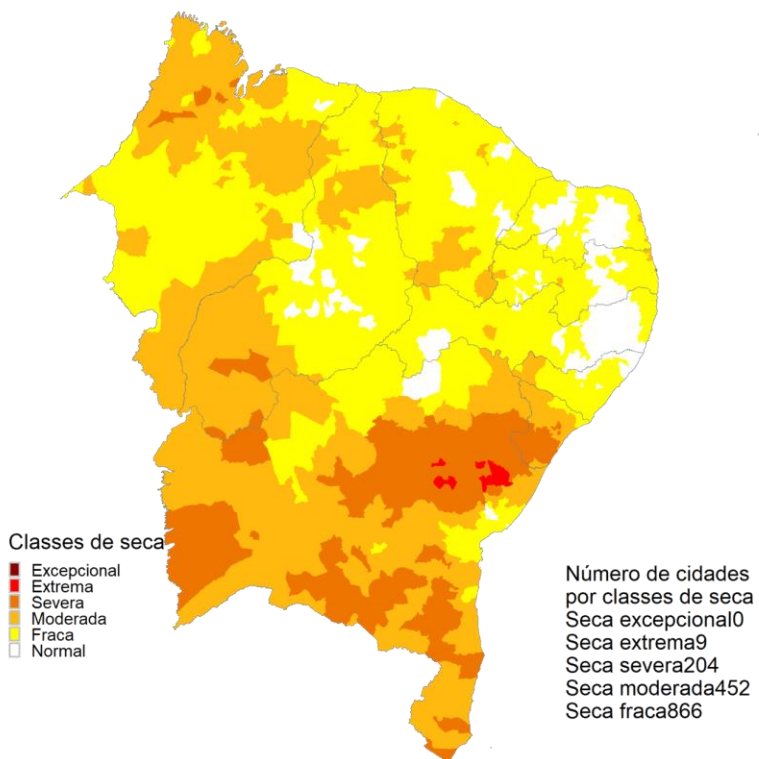 Classes de seca
Excepcional
Extrema
Severa
Moderada
Fraca
Normal
Número de cidades
por classes de seca
Seca excepcional0
Seca extrema9
Seca severa204
Seca moderada452
Seca fraca866